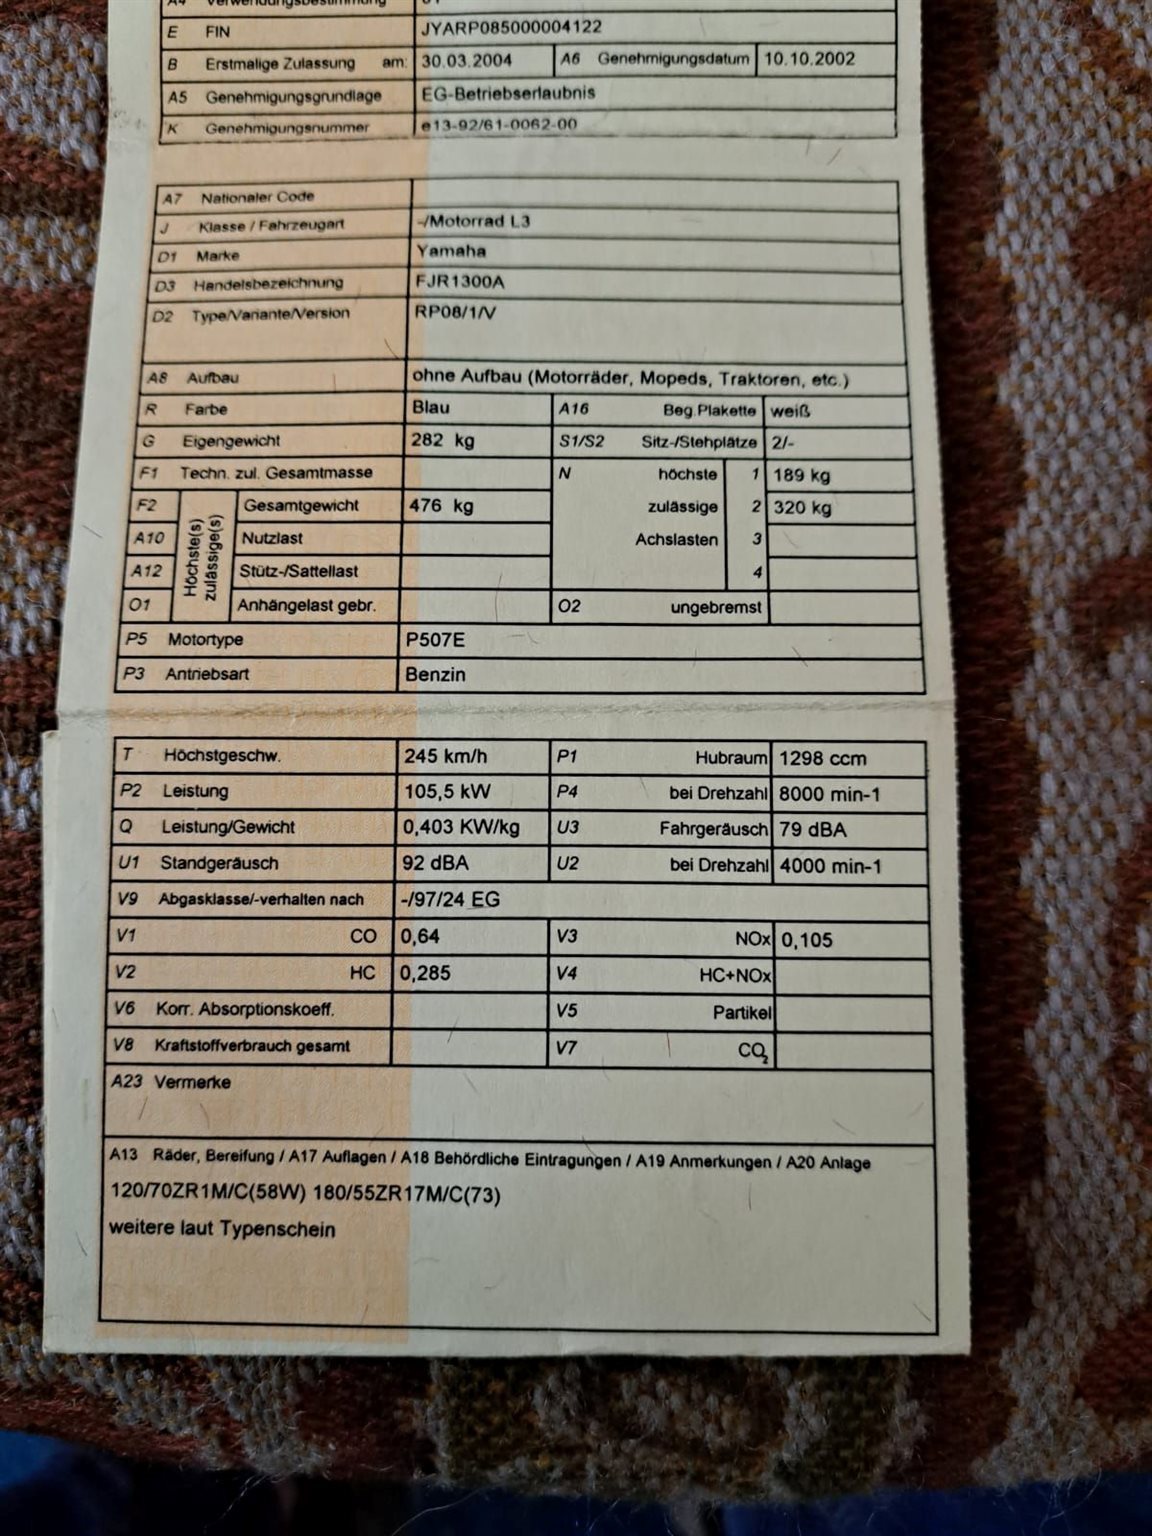 A4 Verwendungsbestimmung 01
E FIN JYARP085000004122
B Erstmalige Zulassung am: 30.03.2004 A6 Genehmigungsdatum 10.10.2002
A5 Genehmigungsgrundlage EG-Betriebserlaubnis
K Genehmigungsnummer e13-92/61-0062-00
A7 Nationaler Code
J Klasse / Fahrzeugart -/Motorrad L3
D1 Marke Yamaha
D3 Handelsbezeichnung FJR1300A
D2 Type/Variante/Version RP08/1/V
A8 Aufbau ohne Aufbau (Motorräder, Mopeds, Traktoren, etc.)
R Farbe Blau A16 Beg.Plakette weiß
G Eigengewicht 282 kg S1/S2 Sitz-/Stehplätze 2/-
F1 Techn. zul. Gesamtmasse N höchste 1 189 kg
F2 Höchste(s) zulässige(s) Gesamtgewicht 476 kg zulässige 2 320 kg
A10 Nutzlast Achslasten 3
A12 Stütz-/Sattellast 4
O1 Anhängelast gebr. O2 ungebremst
P5 Motortype P507E
P3 Antriebsart Benzin
T Höchstgeschw. 245 km/h P1 Hubraum 1298 ccm
P2 Leistung 105,5 kW P4 bei Drehzahl 8000 min-1
Q Leistung/Gewicht 0,403 KW/kg U3 Fahrgeräusch 79 dBA
U1 Standgeräusch 92 dBA U2 bei Drehzahl 4000 min-1
V9 Abgasklasse/-verhalten nach -/97/24 EG
V1 CO 0,64 V3 NOx 0,105
V2 HC 0,285 V4 HC+NOx
V6 Korr. Absorptionskoeff. V5 Partikel
V8 Kraftstoffverbrauch gesamt V7 CO2
A23 Vermerke
A13 Räder, Bereifung / A17 Auflagen / A18 Behördliche Eintragungen / A19 Anmerkungen / A20 Anlage
120/70ZR1M/C(58W) 180/55ZR17M/C(73)
weitere laut Typenschein